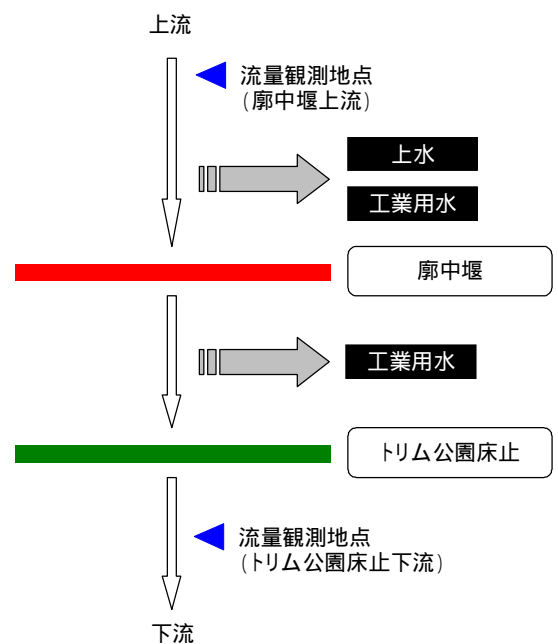 上流
流量観測地点
(廓中堰上流)
上水
工業用水
廓中堰
工業用水
トリム公園床止
流量観測地点
(トリム公園床止下流)
下流